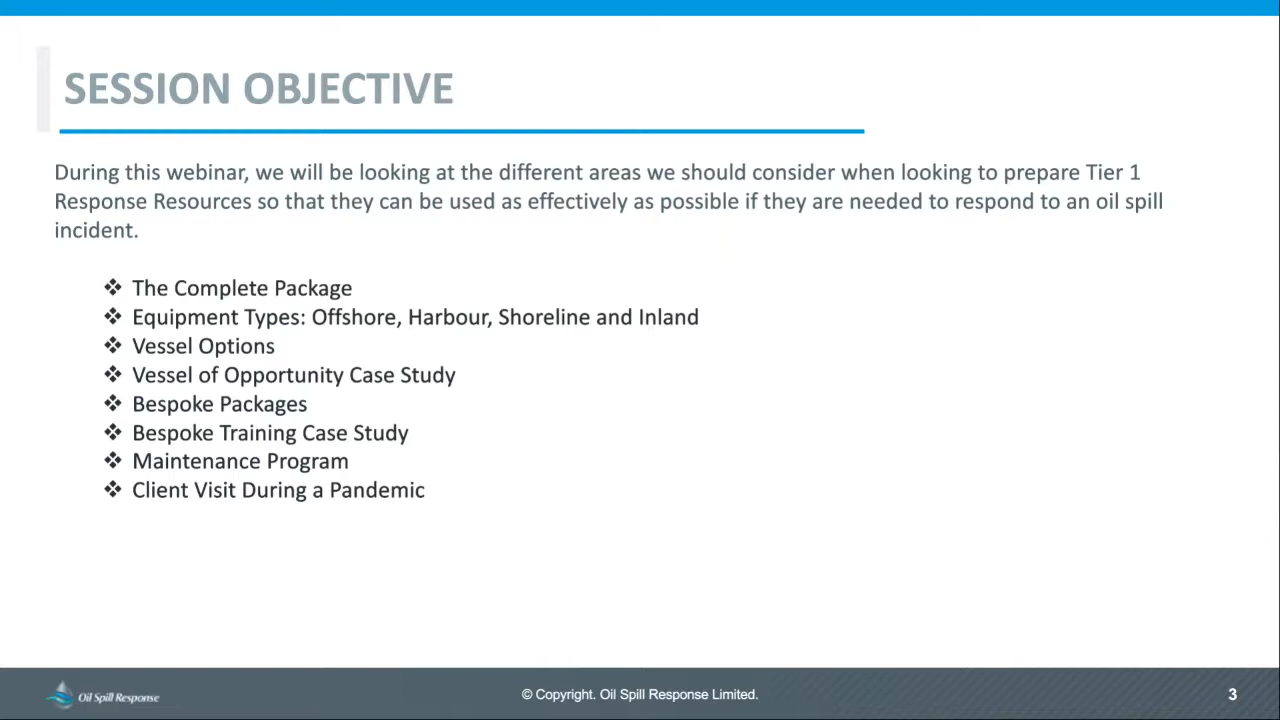 SESSION OBJECTIVE
During this webinar, we will be looking at the different areas we should consider when looking to prepare Tier 1
Response Resources so that they can be used as effectively as possible if they are needed to respond to an oil spill
incident.
❖ The Complete Package
❖ Equipment Types: Offshore, Harbour, Shoreline and Inland
❖ Vessel Options
❖ Vessel of Opportunity Case Study
❖ Bespoke Packages
❖ Bespoke Training Case Study
❖ Maintenance Program
❖ Client Visit During a Pandemic
Oil Spill Response
© Copyright. Oil Spill Response Limited.
3